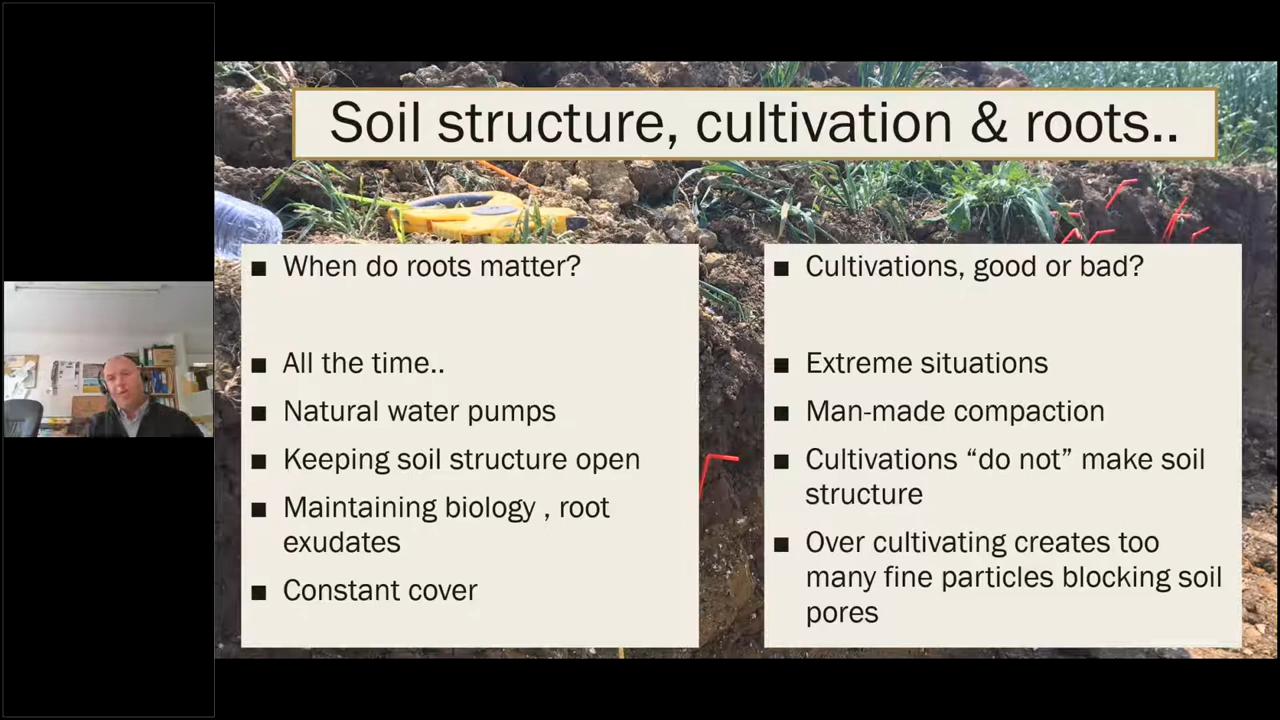 Soil structure, cultivation & roots..
■ When do roots matter?
■ All the time..
■ Natural water pumps
■ Keeping soil structure open
■ Maintaining biology , root
exudates
■ Constant cover
■ Cultivations, good or bad?
■ Extreme situations
■ Man-made compaction
■ Cultivations “do not” make soil
structure
■ Over cultivating creates too
many fine particles blocking soil
pores